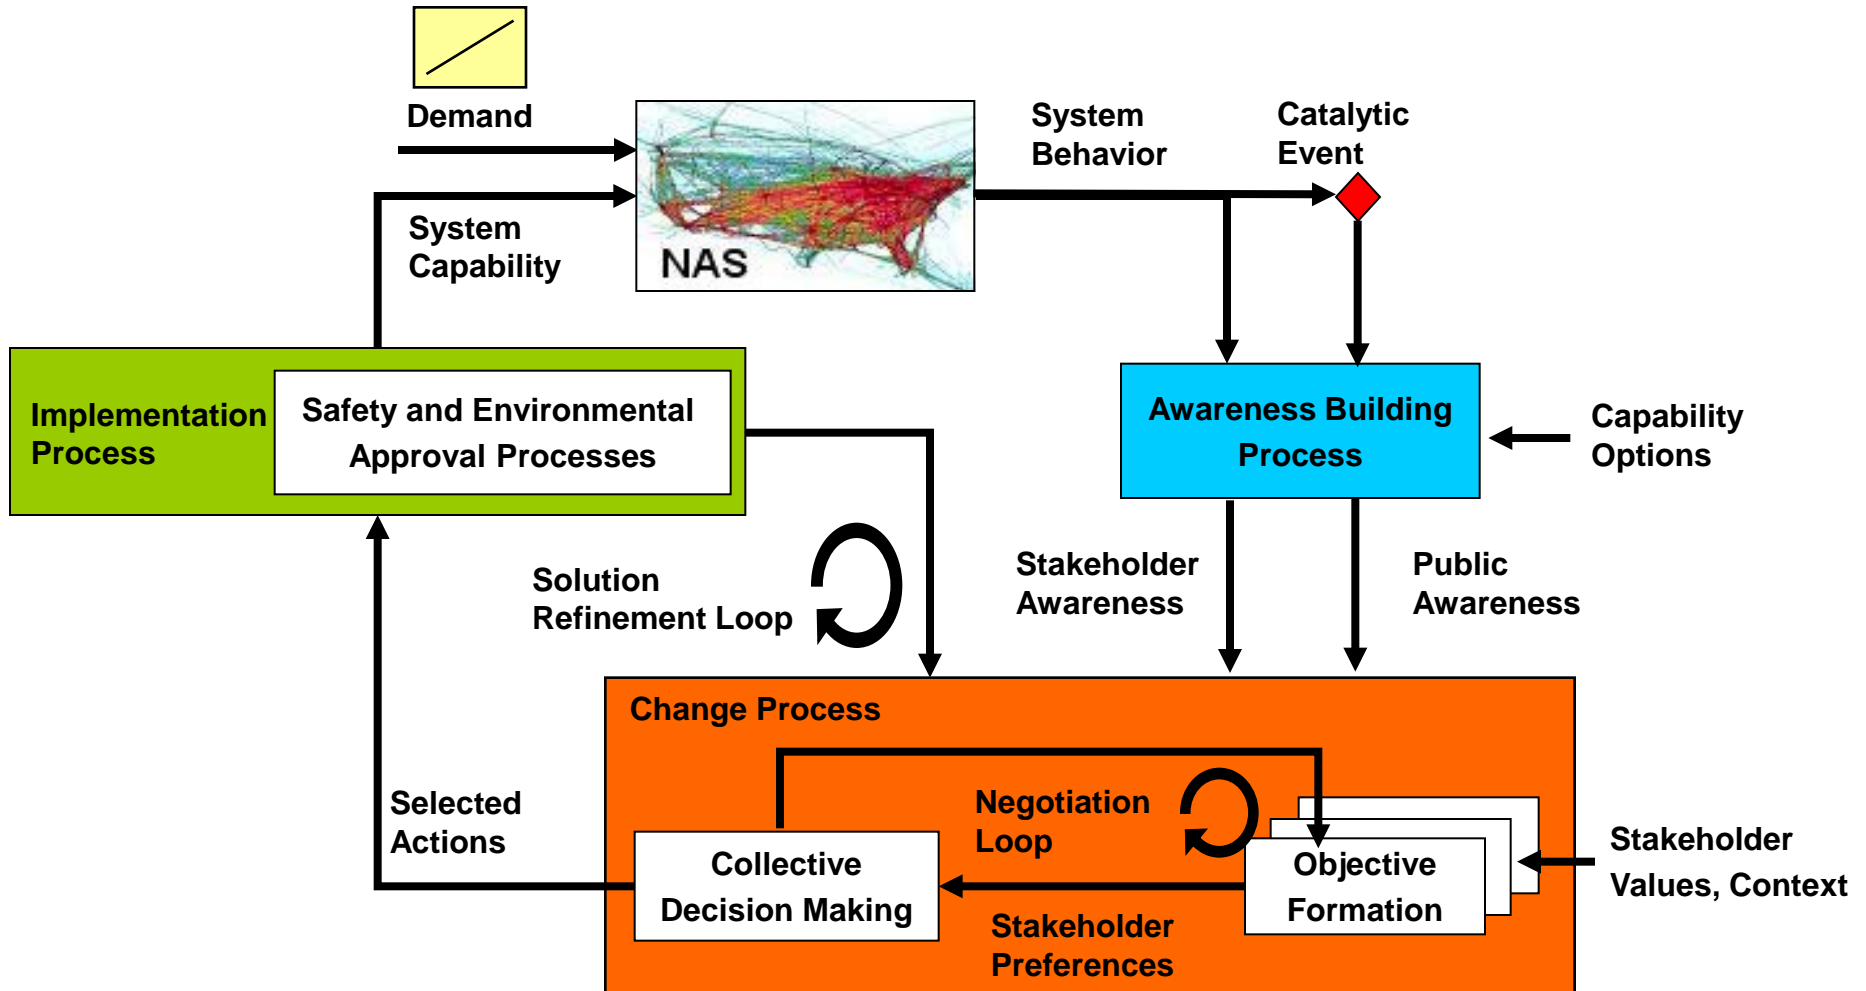 Demand
System
Capability
NAS
System
Behavior
Catalytic
Event
Implementation
Process
Safety and Environmental
Approval Processes
Awareness Building
Process
Capability
Options
Solution
Refinement Loop
Stakeholder
Awareness
Public
Awareness
Change Process
Selected
Actions
Negotiation
Loop
Collective
Decision Making
Objective
Formation
Stakeholder
Values, Context
Stakeholder
Preferences